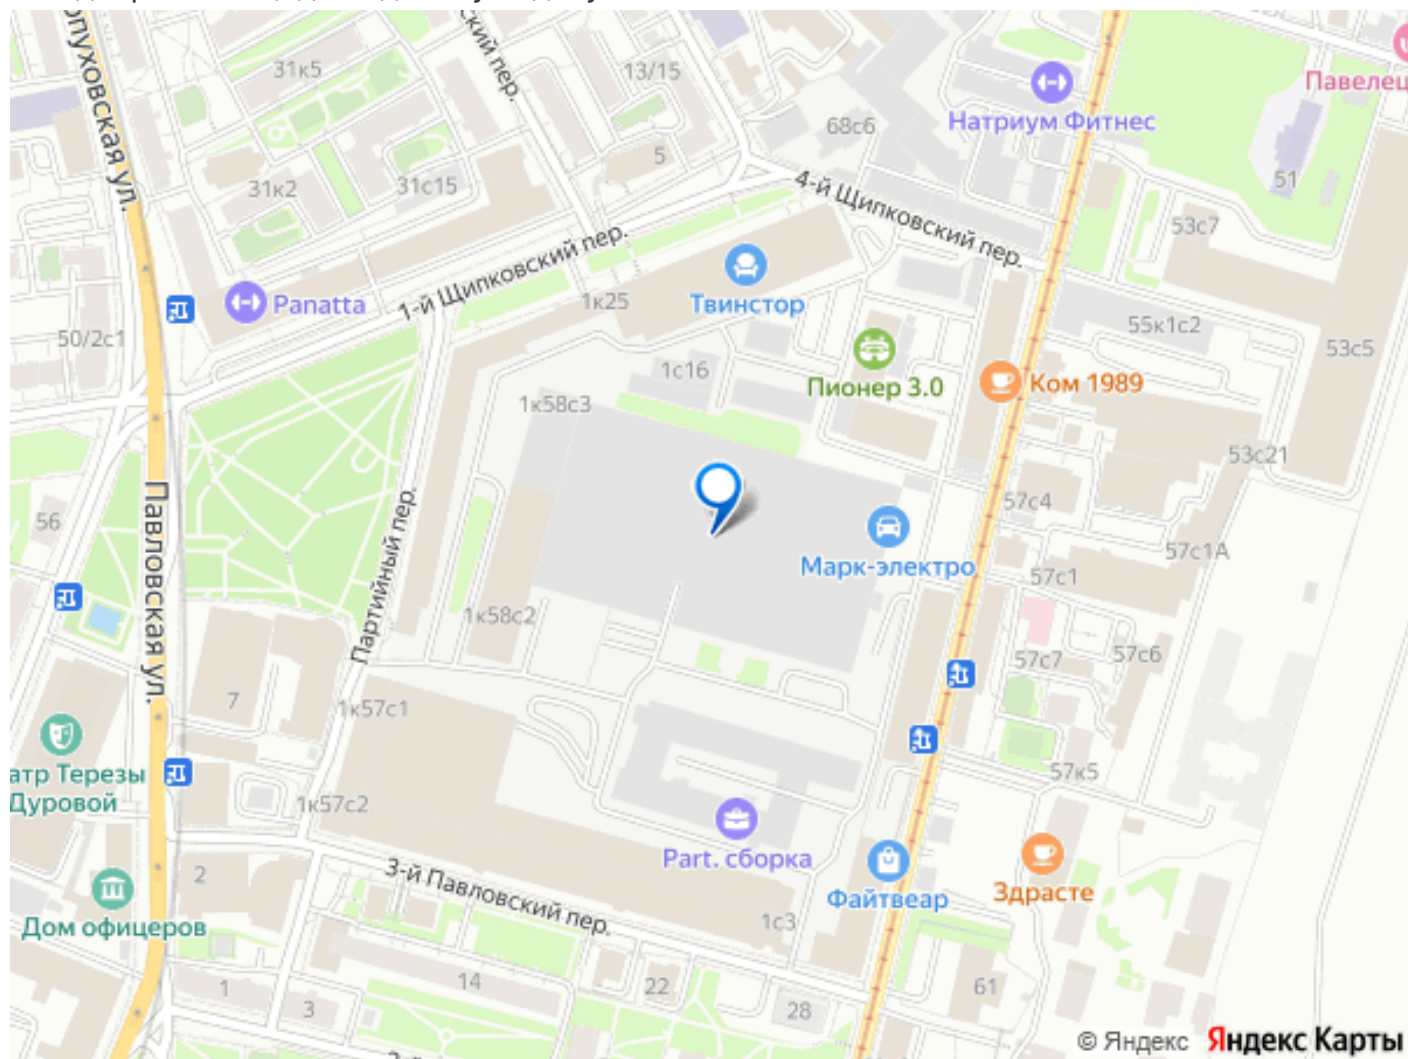 31к5
13/15
Павелец
Натриум Фитнес
68с6
5
31к2
31с15
51
4-й Щипковский пер.
53с7
1-й Щипковский пер.
Panatta
1к25
Твинстор
50/2с1
55к1с2
53с5
1с16
Пионер 3.0
Ком 1989
1к58с3
53с21
57с4
56
Павловская ул.
Партийный пер.
Марк-электро
57с1А
57с1
1к58с2
57с7
57с6
7
1к57с1
атр Терезы
Дуровой
57к5
1к57с2
Part. сборка
3-й Павловский пер.
2
Файтвеар
Здрасте
Дом офицеров
1с3
14
22
61
1
3
28
© Яндекс
Яндекс Карты